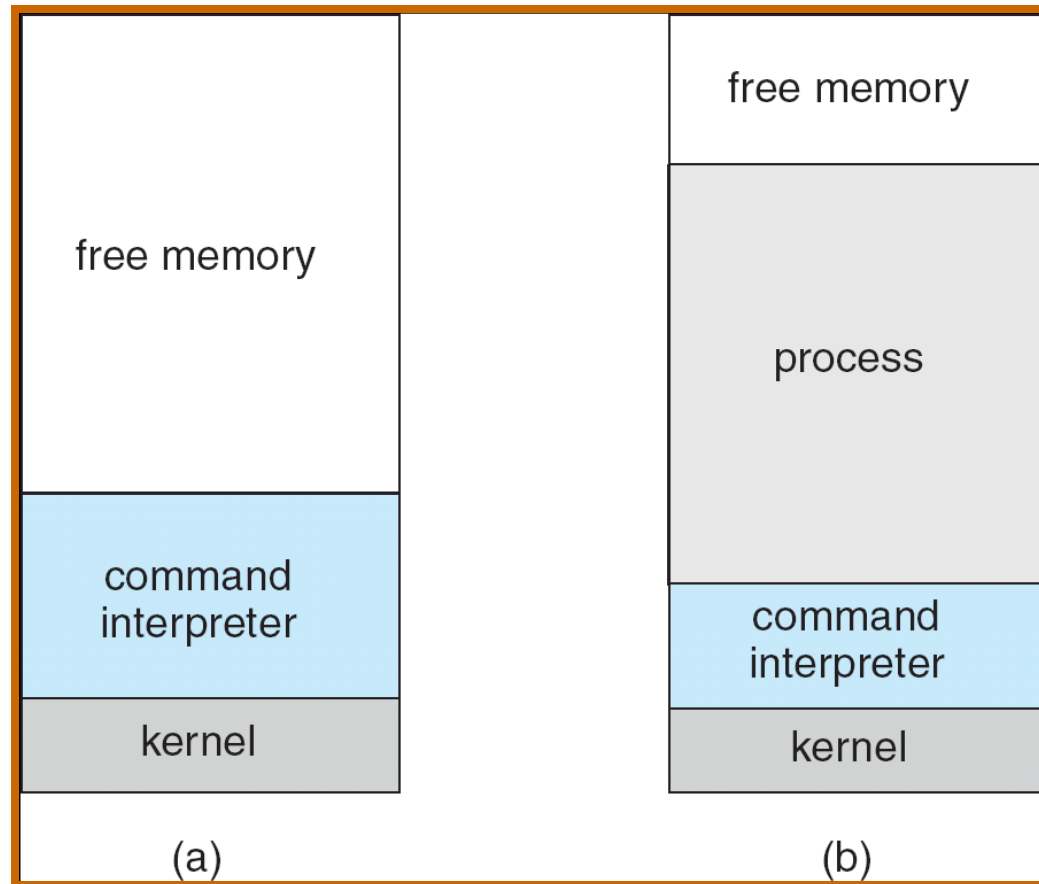 free memory
command
interpreter
kernel
(a)
free memory
process
command
interpreter
kernel
(b)